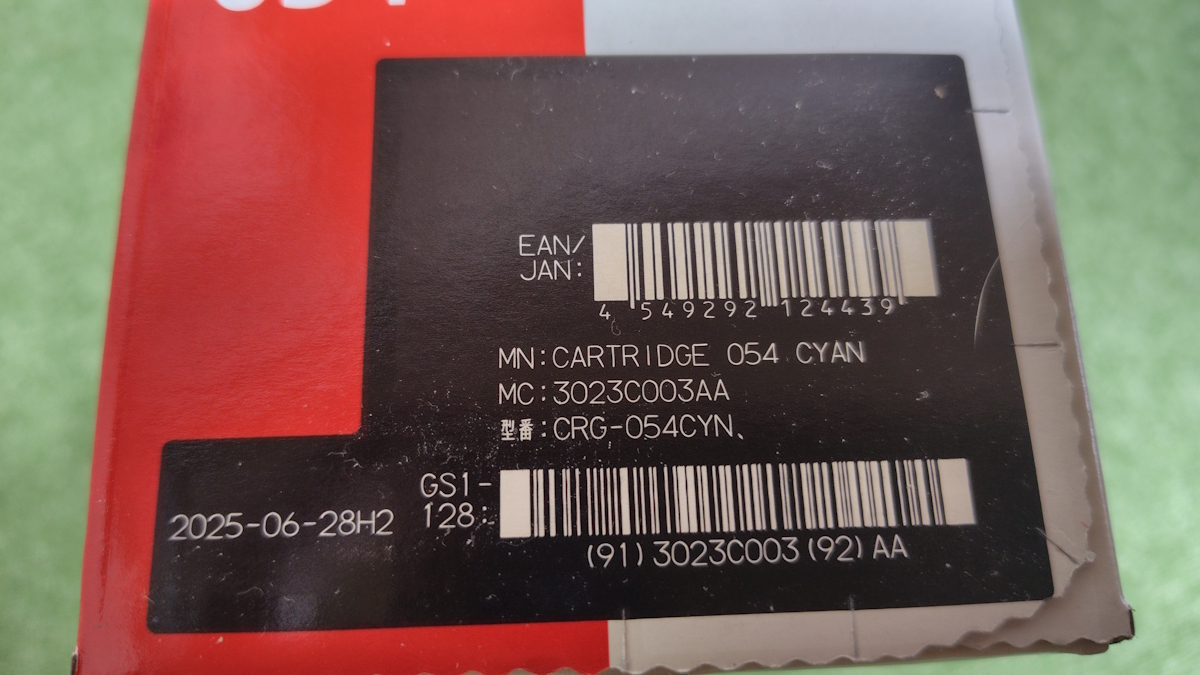 EAN/
JAN:
4 549292 124439
MN:CARTRIDGE 054 CYAN
MC:3023C003AA
型番:CRG-054CYN、
GS1-
128:
2025-06-28H2
(91)3023C003(92)AA